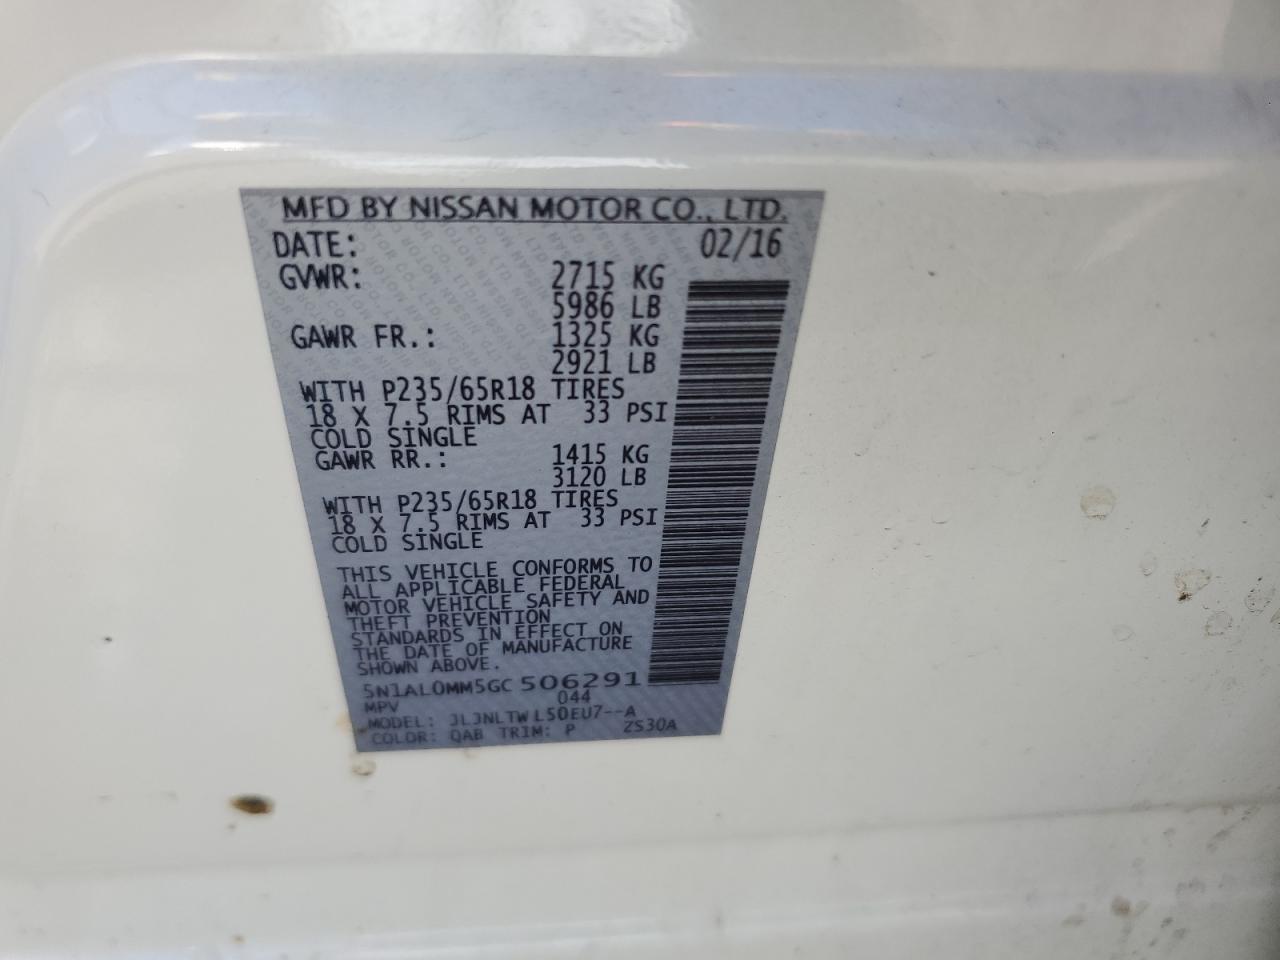 MFD BY NISSAN MOTOR CO., LTD.
DATE: 02/16
GVWR: 2715 KG
5986 LB
GAWR FR.: 1325 KG
2921 LB
WITH P235/65R18 TIRES
18 X 7.5 RIMS AT 33 PSI
COLD SINGLE
GAWR RR.: 1415 KG
3120 LB
WITH P235/65R18 TIRES
18 X 7.5 RIMS AT 33 PSI
COLD SINGLE
THIS VEHICLE CONFORMS TO
ALL APPLICABLE FEDERAL
MOTOR VEHICLE SAFETY AND
THEFT PREVENTION
STANDARDS IN EFFECT ON
THE DATE OF MANUFACTURE
SHOWN ABOVE.
5N1AL0MM5GC 506291
MPV 044
MODEL: JLJNLTW L50EU7--A
COLOR: QAB TRIM: P ZS30A